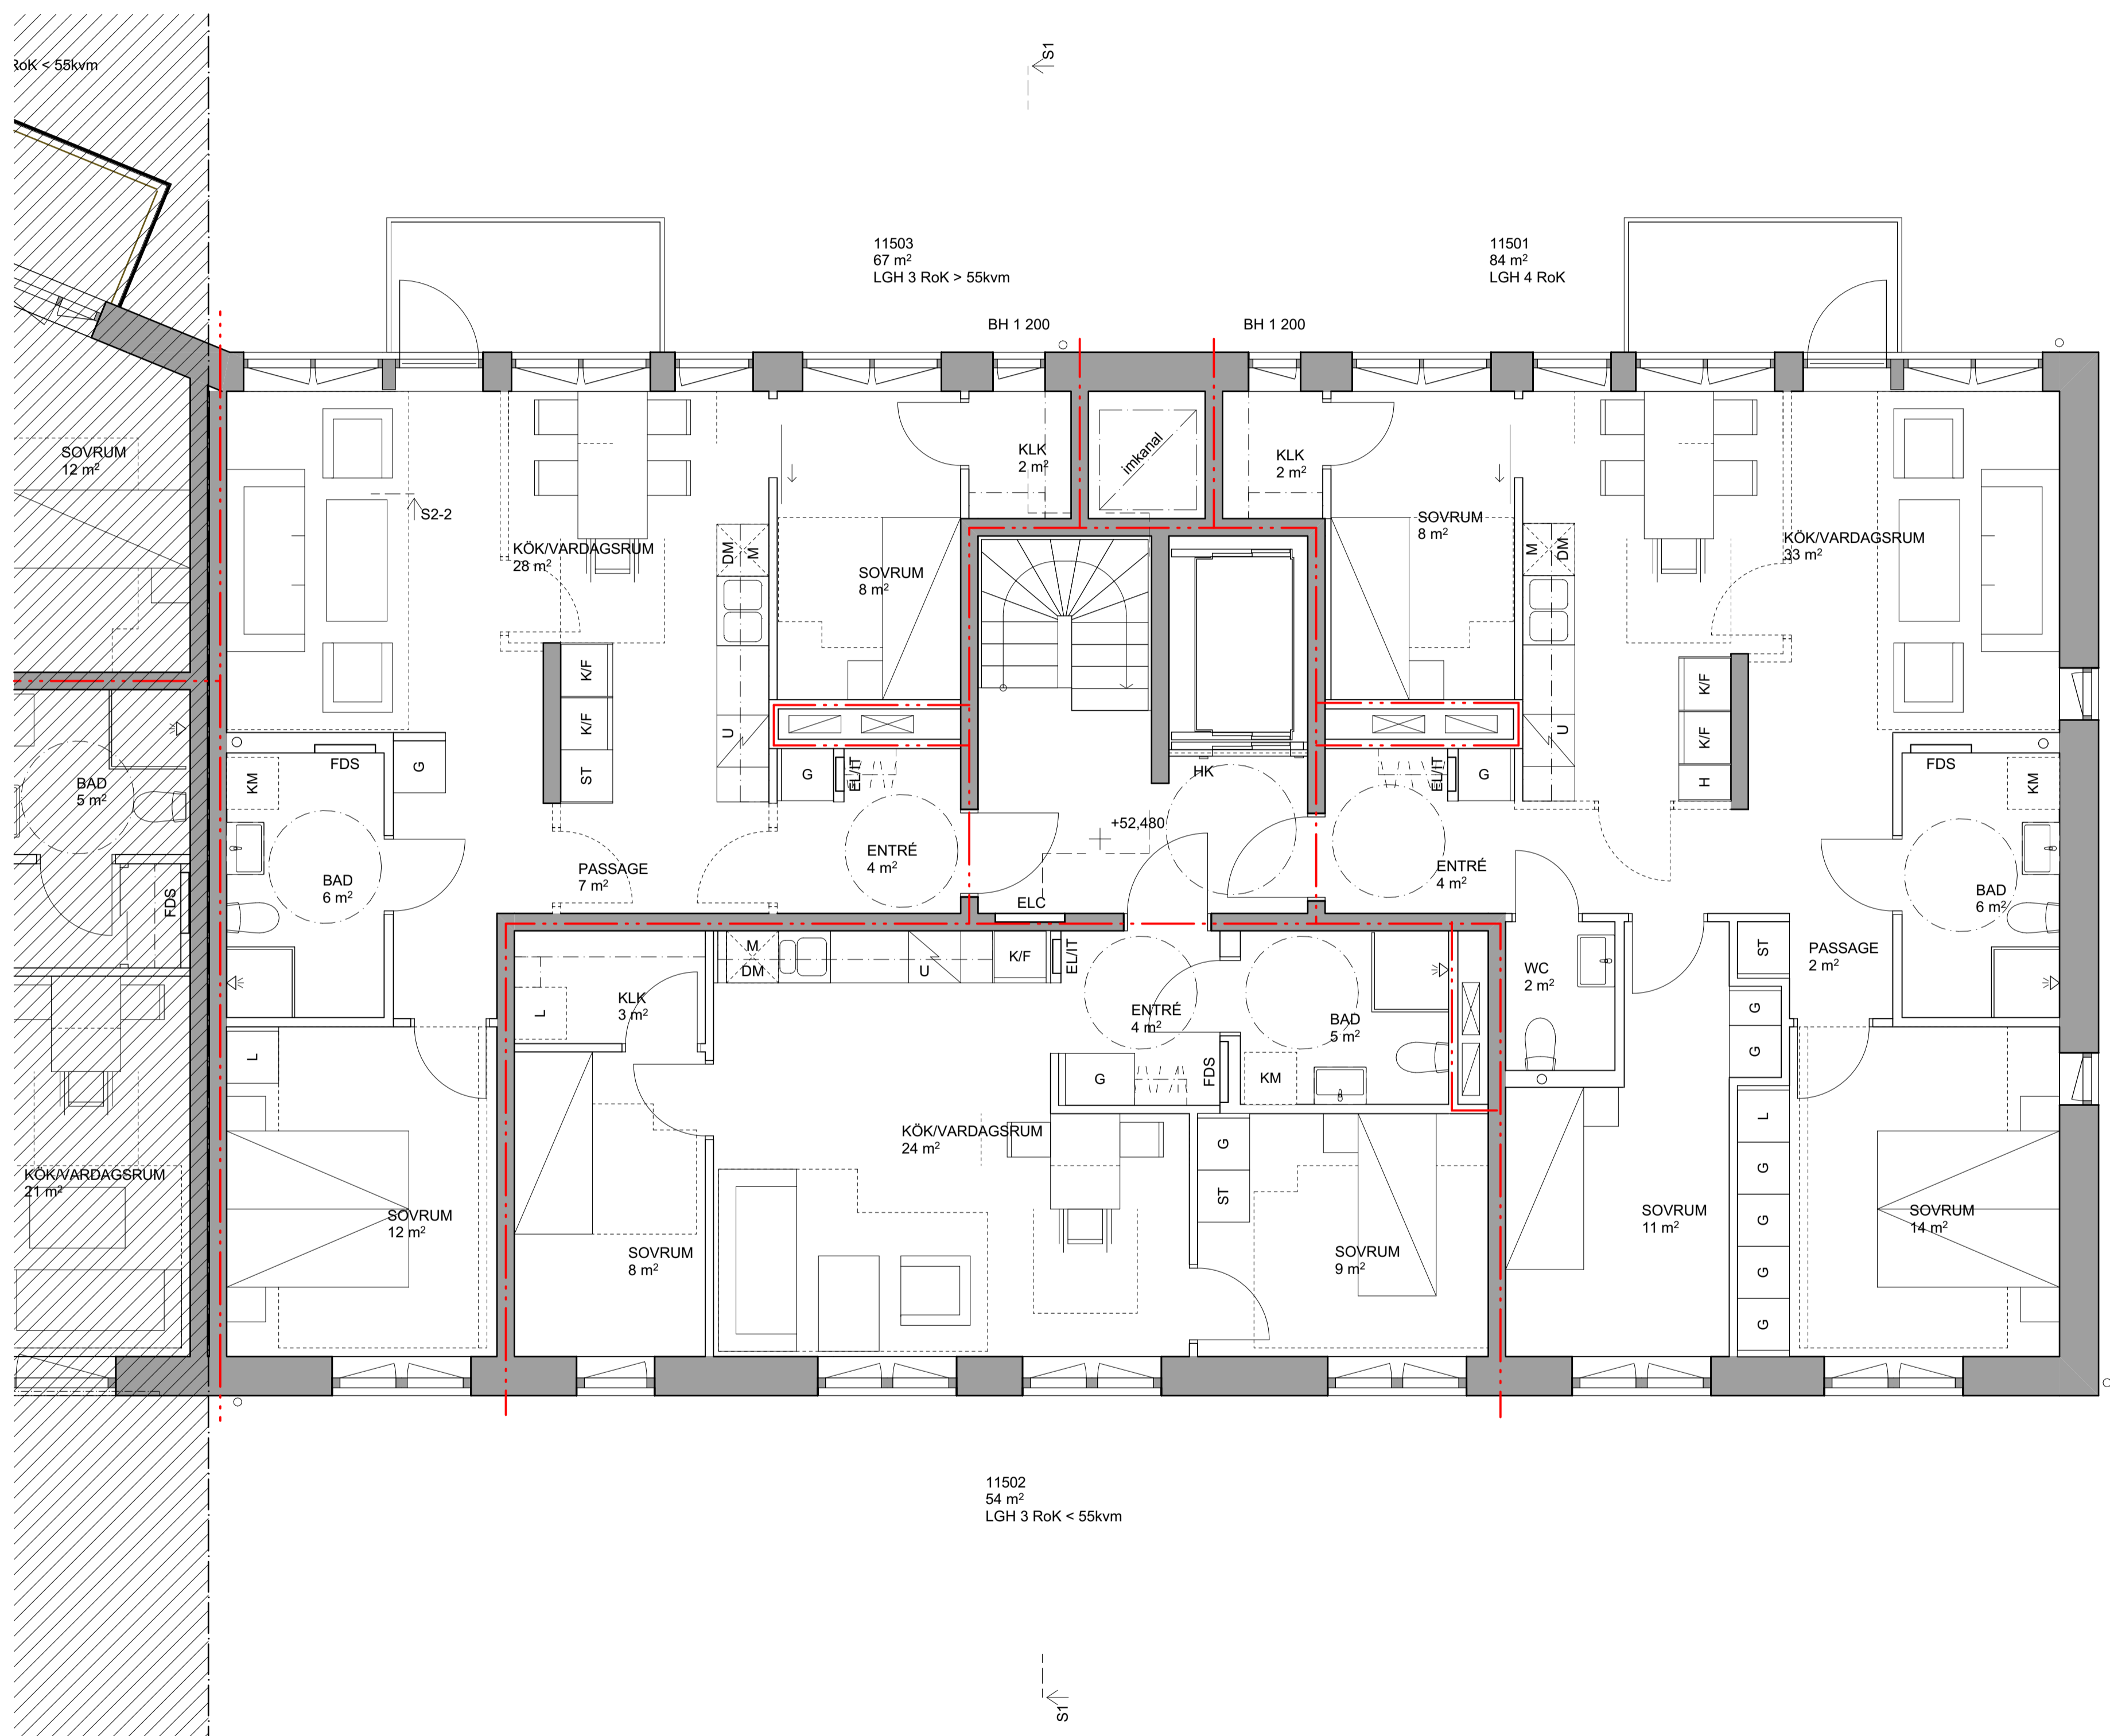 RoK < 55kvm
S1
11503
67 m²
LGH 3 RoK > 55kvm
11501
84 m²
LGH 4 RoK
BH 1 200
BH 1 200
SOVRUM
12 m²
S2-2
KÖK/VARDAGSRUM
28 m²
DM
M
SOVRUM
8 m²
KLK
2 m²
imkanal
KLK
2 m²
SOVRUM
8 m²
M
DM
KÖK/VARDAGSRUM
33 m²
K/F
K/F
ST
U
U
K/F
K/F
H
FDS
KM
G
G
EL/IT
HK
EL/IT
G
FDS
KM
BAD
5 m²
FDS
BAD
6 m²
PASSAGE
7 m²
ENTRÉ
4 m²
+52,480
ELC
ENTRÉ
4 m²
BAD
6 m²
M
DM
U
K/F
EL/IT
KLK
3 m²
L
ENTRÉ
4 m²
BAD
5 m²
WC
2 m²
ST
PASSAGE
2 m²
G
G
L
G
FDS
KM
L
KÖK/VARDAGSRUM
24 m²
G
ST
G
G
G
G
KÖK/VARDAGSRUM
21 m²
SOVRUM
12 m²
SOVRUM
8 m²
SOVRUM
9 m²
SOVRUM
11 m²
SOVRUM
14 m²
11502
54 m²
LGH 3 RoK < 55kvm
S1